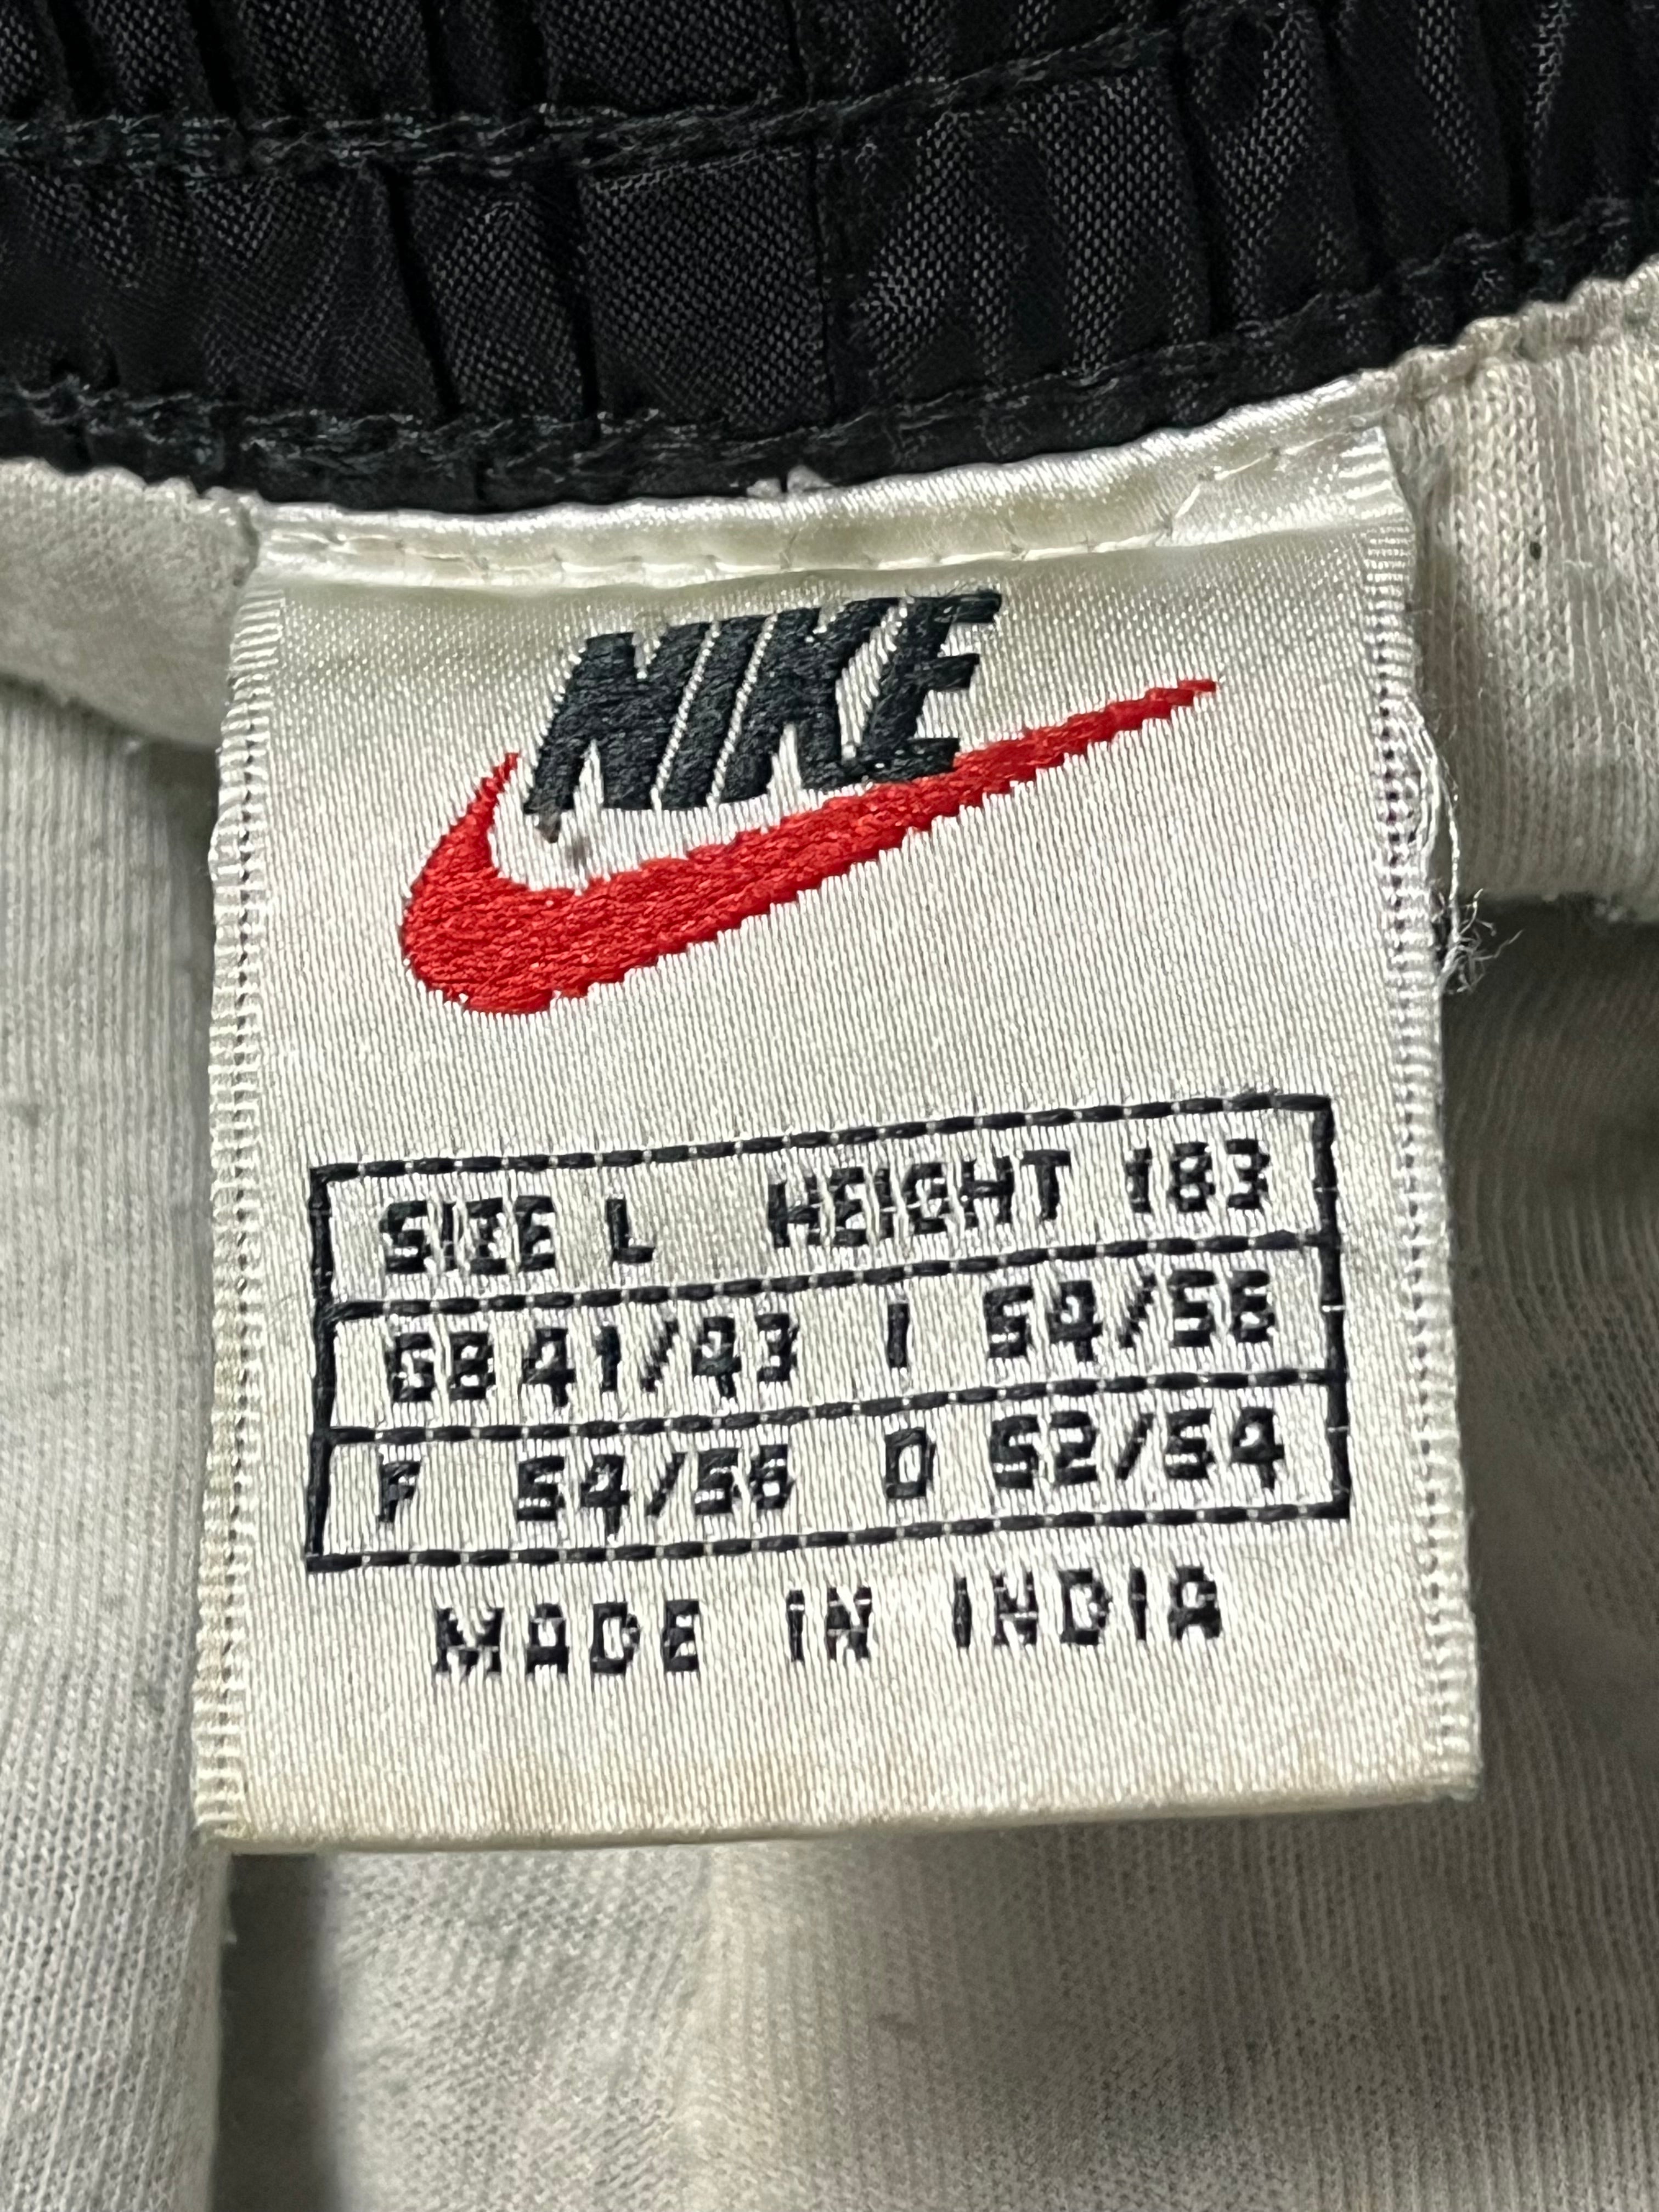 NIKE
SIZE L HEIGHT 183
GB 41/43 I 54/56
F 54/56 D 52/54
MADE IN INDIA